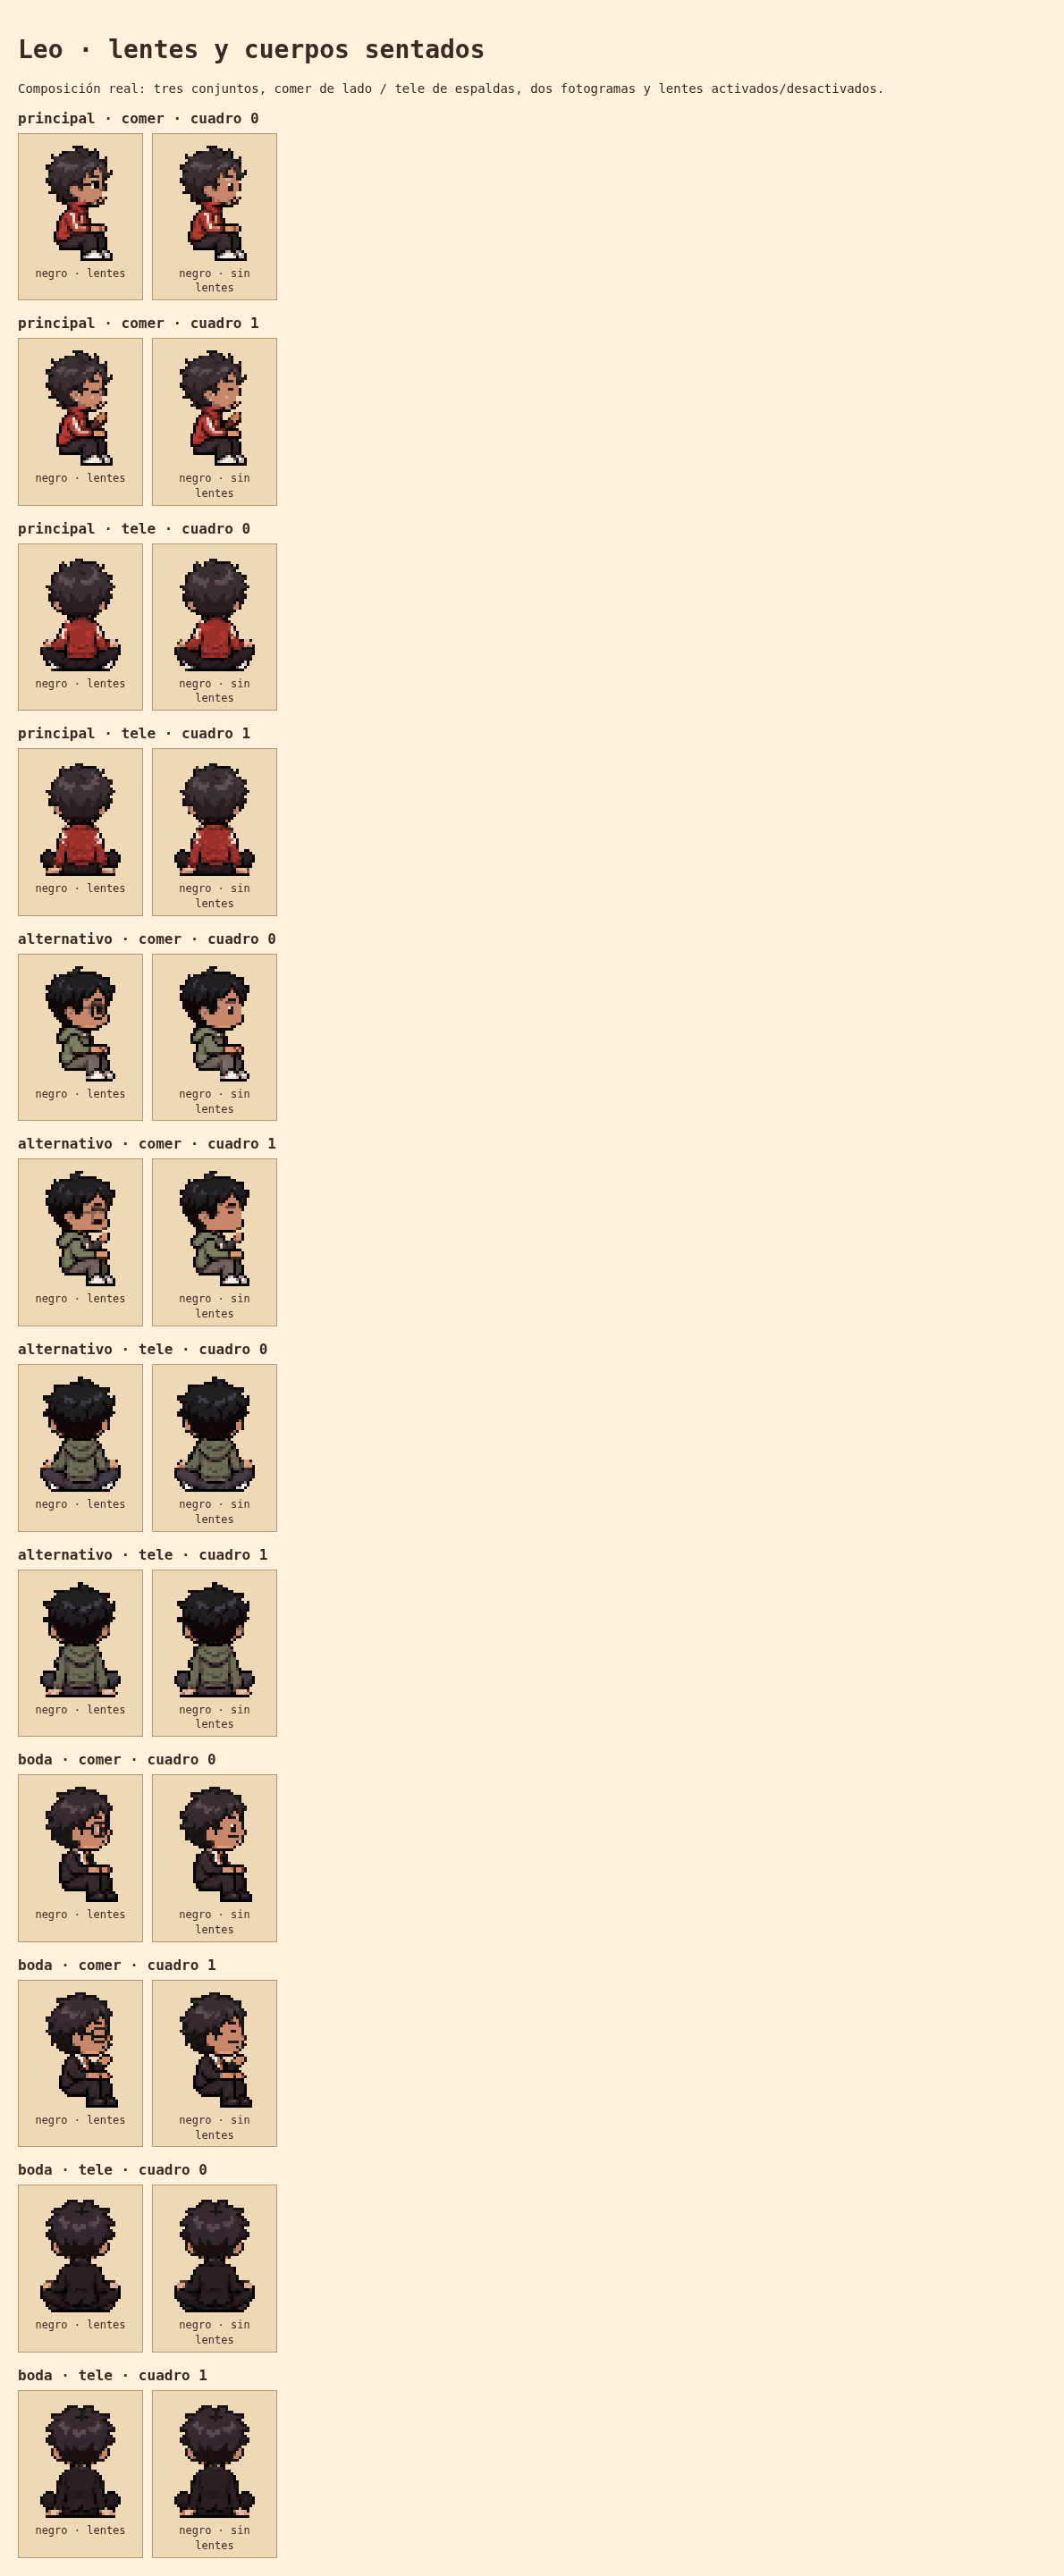 Leo · lentes y cuerpos sentados
Composición real: tres conjuntos, comer de lado / tele de espaldas, dos fotogramas y lentes activados/desactivados.
principal · comer · cuadro 0
negro · lentes
negro · sin
lentes
principal · comer · cuadro 1
negro · lentes
negro · sin
lentes
principal · tele · cuadro 0
negro · lentes
negro · sin
lentes
principal · tele · cuadro 1
negro · lentes
negro · sin
lentes
alternativo · comer · cuadro 0
negro · lentes
negro · sin
lentes
alternativo · comer · cuadro 1
negro · lentes
negro · sin
lentes
alternativo · tele · cuadro 0
negro · lentes
negro · sin
lentes
alternativo · tele · cuadro 1
negro · lentes
negro · sin
lentes
boda · comer · cuadro 0
negro · lentes
negro · sin
lentes
boda · comer · cuadro 1
negro · lentes
negro · sin
lentes
boda · tele · cuadro 0
negro · lentes
negro · sin
lentes
boda · tele · cuadro 1
negro · lentes
negro · sin
lentes